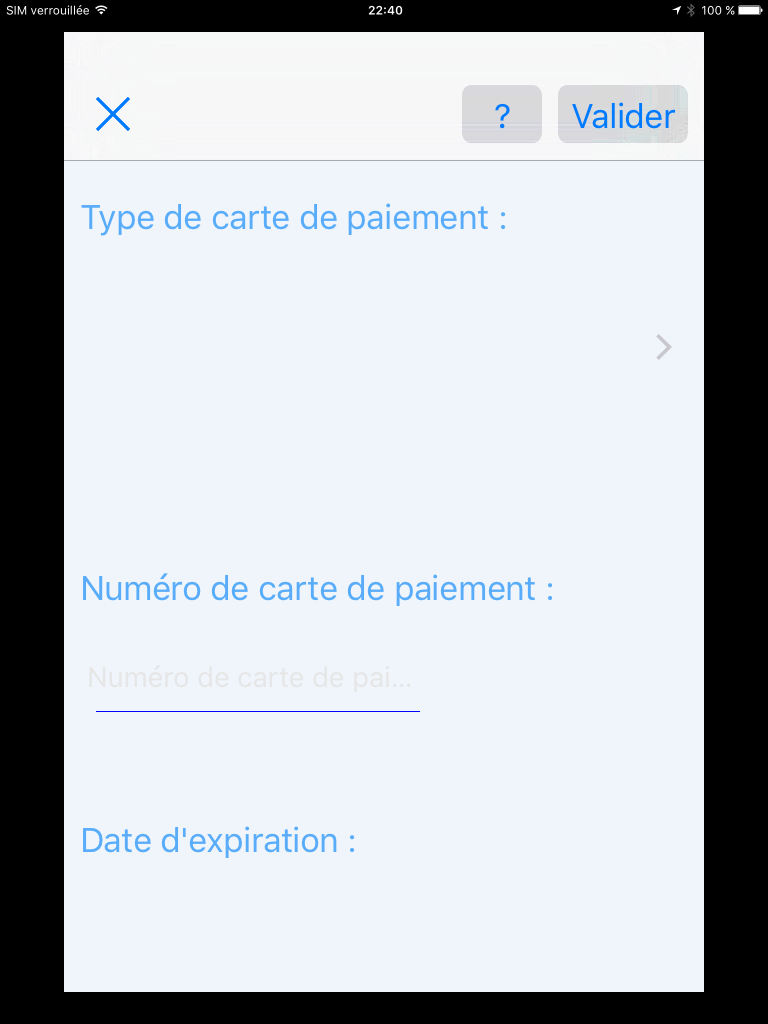 SIM verrouillée 22:40 100 %
? Valider
Type de carte de paiement :
Numéro de carte de paiement :
Numéro de carte de pai...
Date d'expiration :